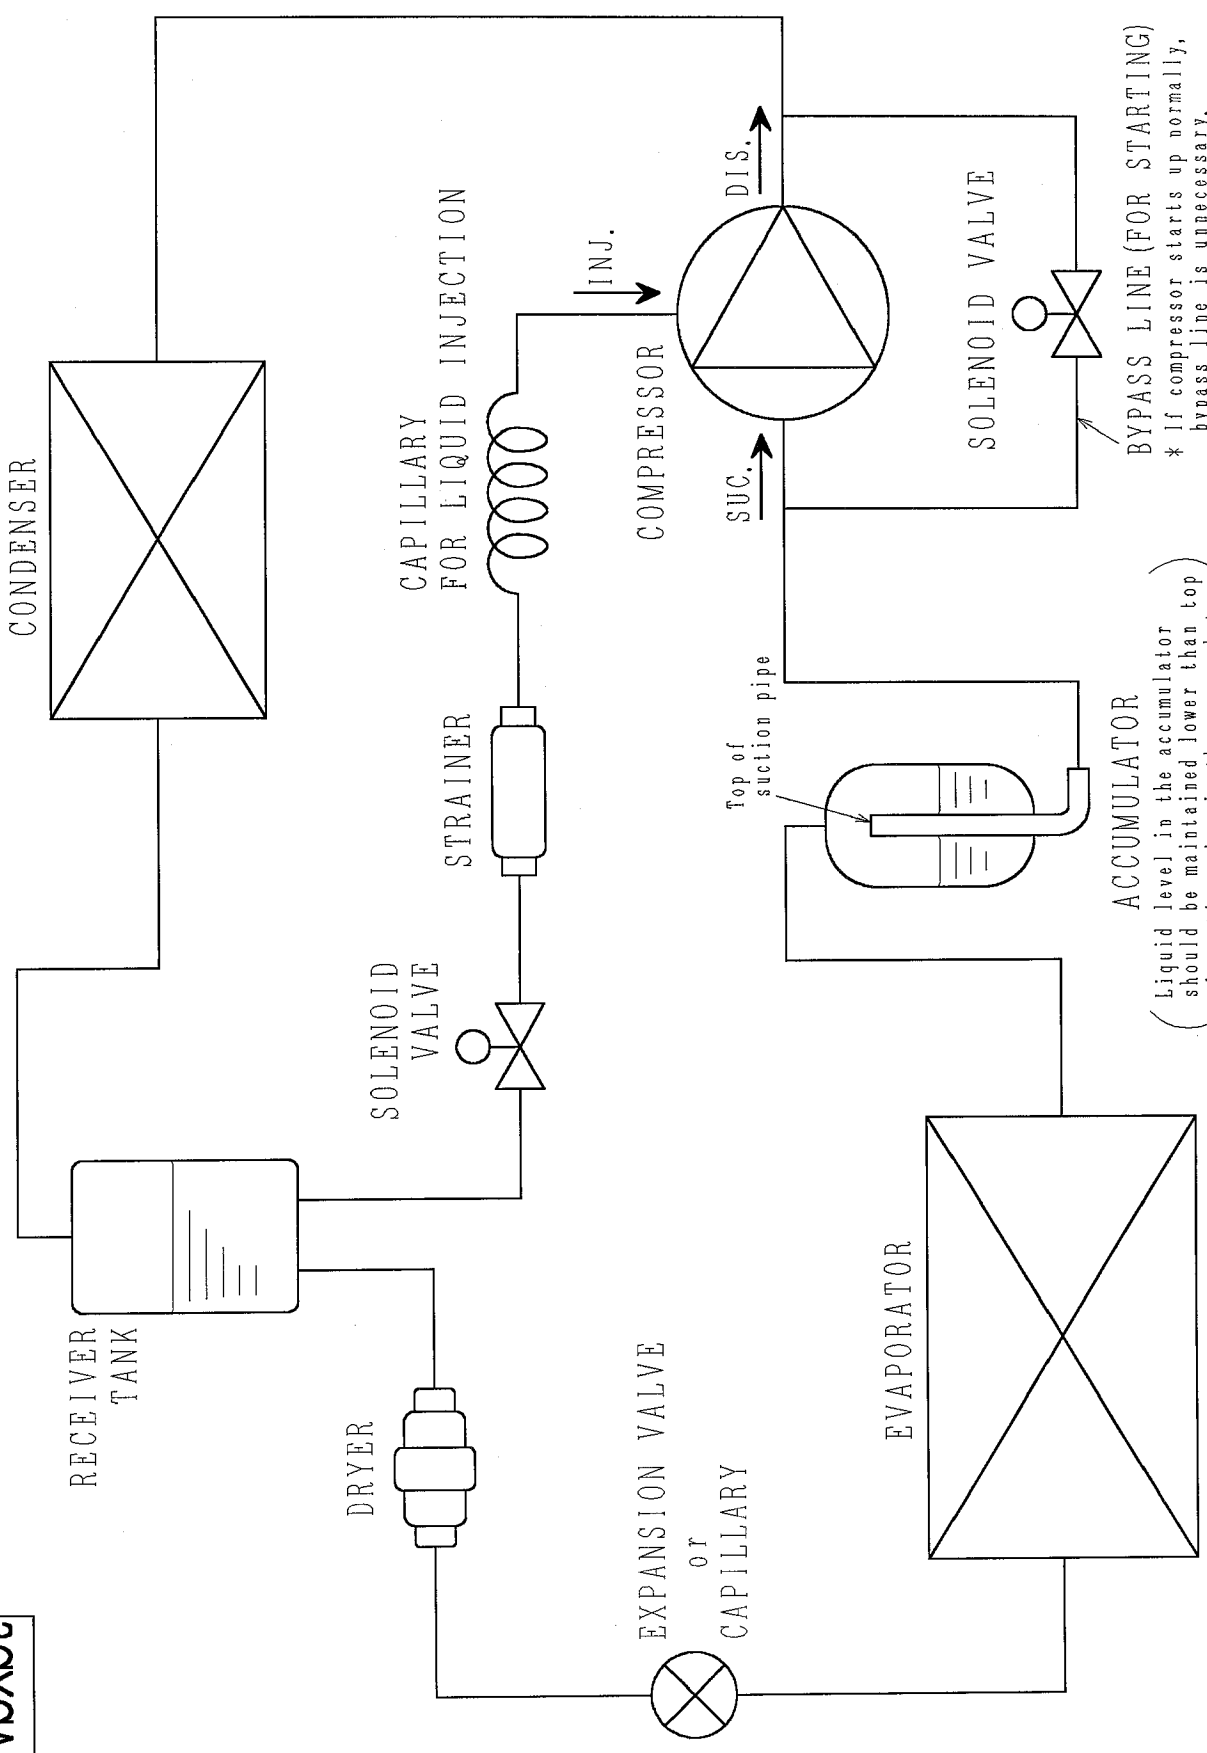 CONDENSER
CAPILLARY
FOR LIQUID INJECTION
INJ.
DIS.
SUC.
COMPRESSOR
SOLENOID VALVE
BYPASS LINE (FOR STARTING)
* If compressor starts up normally,
bypass line is unnecessary.
STRAINER
SOLENOID
VALVE
RECEIVER
TANK
DRYER
EXPANSION VALVE
or
CAPILLARY
EVAPORATOR
Top of
suction pipe
ACCUMULATOR
(Liquid level in the accumulator
should be maintained lower than top)